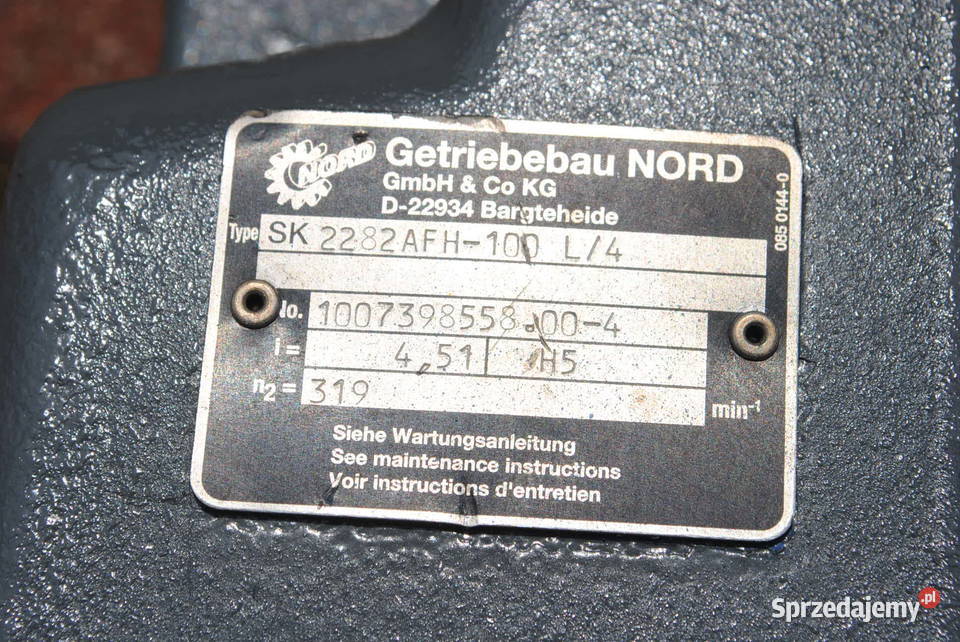 NORD
Getriebebau NORD
GmbH & Co KG
D-22934 Bargteheide
085 0144-0
Type SK 2282AFH-100 L/4
No. 1007398558.00-4
i= 4,51 H5
n2 = 319 min-1
Siehe Wartungsanleitung
See maintenance instructions
Voir instructions d'entretien
Sprzedajemy.pl